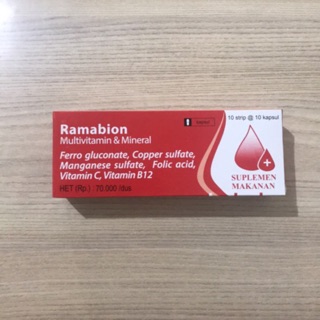 Ramabion
Multivitamin & Mineral
Ferro gluconate, Copper sulfate,
Manganese sulfate, Folic acid,
Vitamin C, Vitamin B12
HET (Rp.) : 70.000 /dus
10 strip @ 10 kapsul
SUPLEMEN
MAKANAN